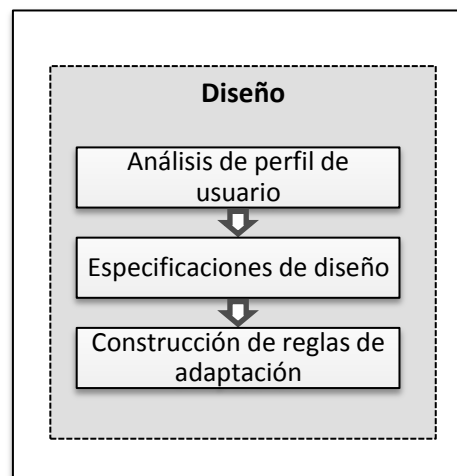 Diseño
Análisis de perfil de
usuario
Especificaciones de diseño
Construcción de reglas de
adaptación